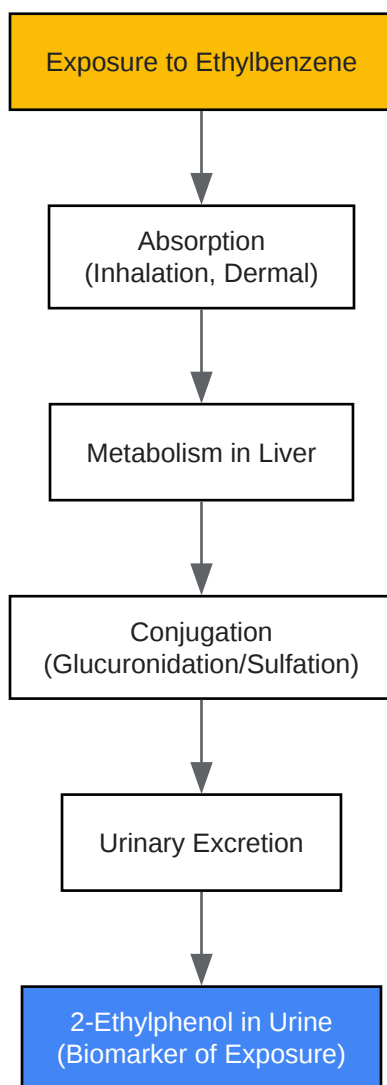 Exposure to Ethylbenzene
Absorption
(Inhalation, Dermal)
Metabolism in Liver
Conjugation
(Glucuronidation/Sulfation)
Urinary Excretion
2-Ethylphenol in Urine
(Biomarker of Exposure)